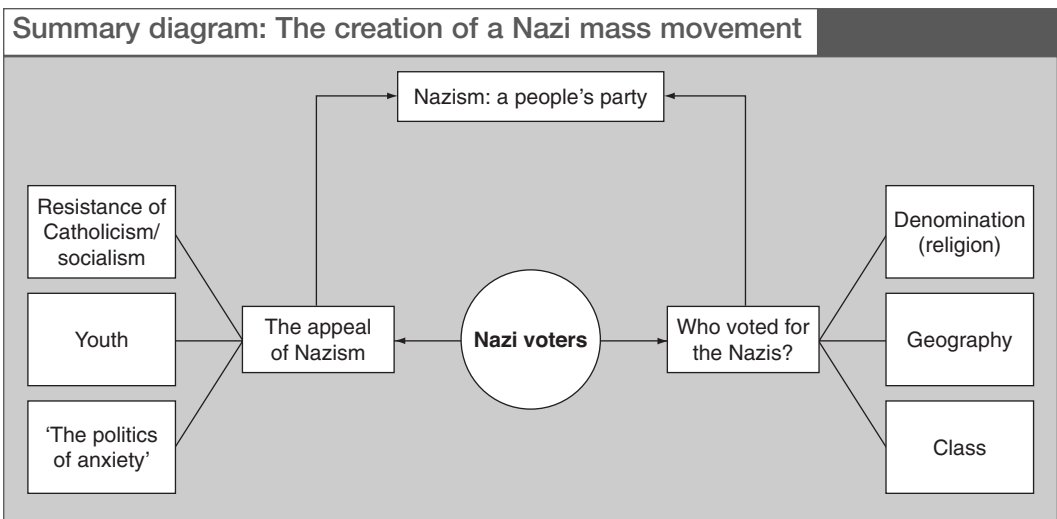 Summary diagram: The creation of a Nazi mass movement
Nazism: a people’s party
Resistance of
Catholicism/
socialism
Youth
‘The politics
of anxiety’
The appeal
of Nazism
Nazi voters
Who voted for
the Nazis?
Denomination
(religion)
Geography
Class